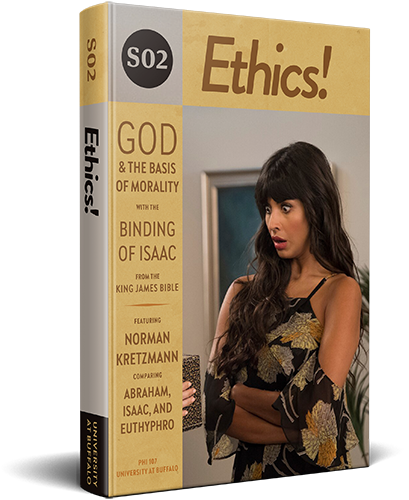 S02
Ethics!
UNIVERSITY
AT BUFFALO
S02
Ethics!
GOD
& THE BASIS
OF MORALITY
WITH THE
BINDING
OF ISAAC
FROM THE
KING JAMES BIBLE
FEATURING
NORMAN
KRETZMANN
COMPARING
ABRAHAM,
ISAAC, AND
EUTHYPHRO
PHI 107
UNIVERSITY AT BUFFALO